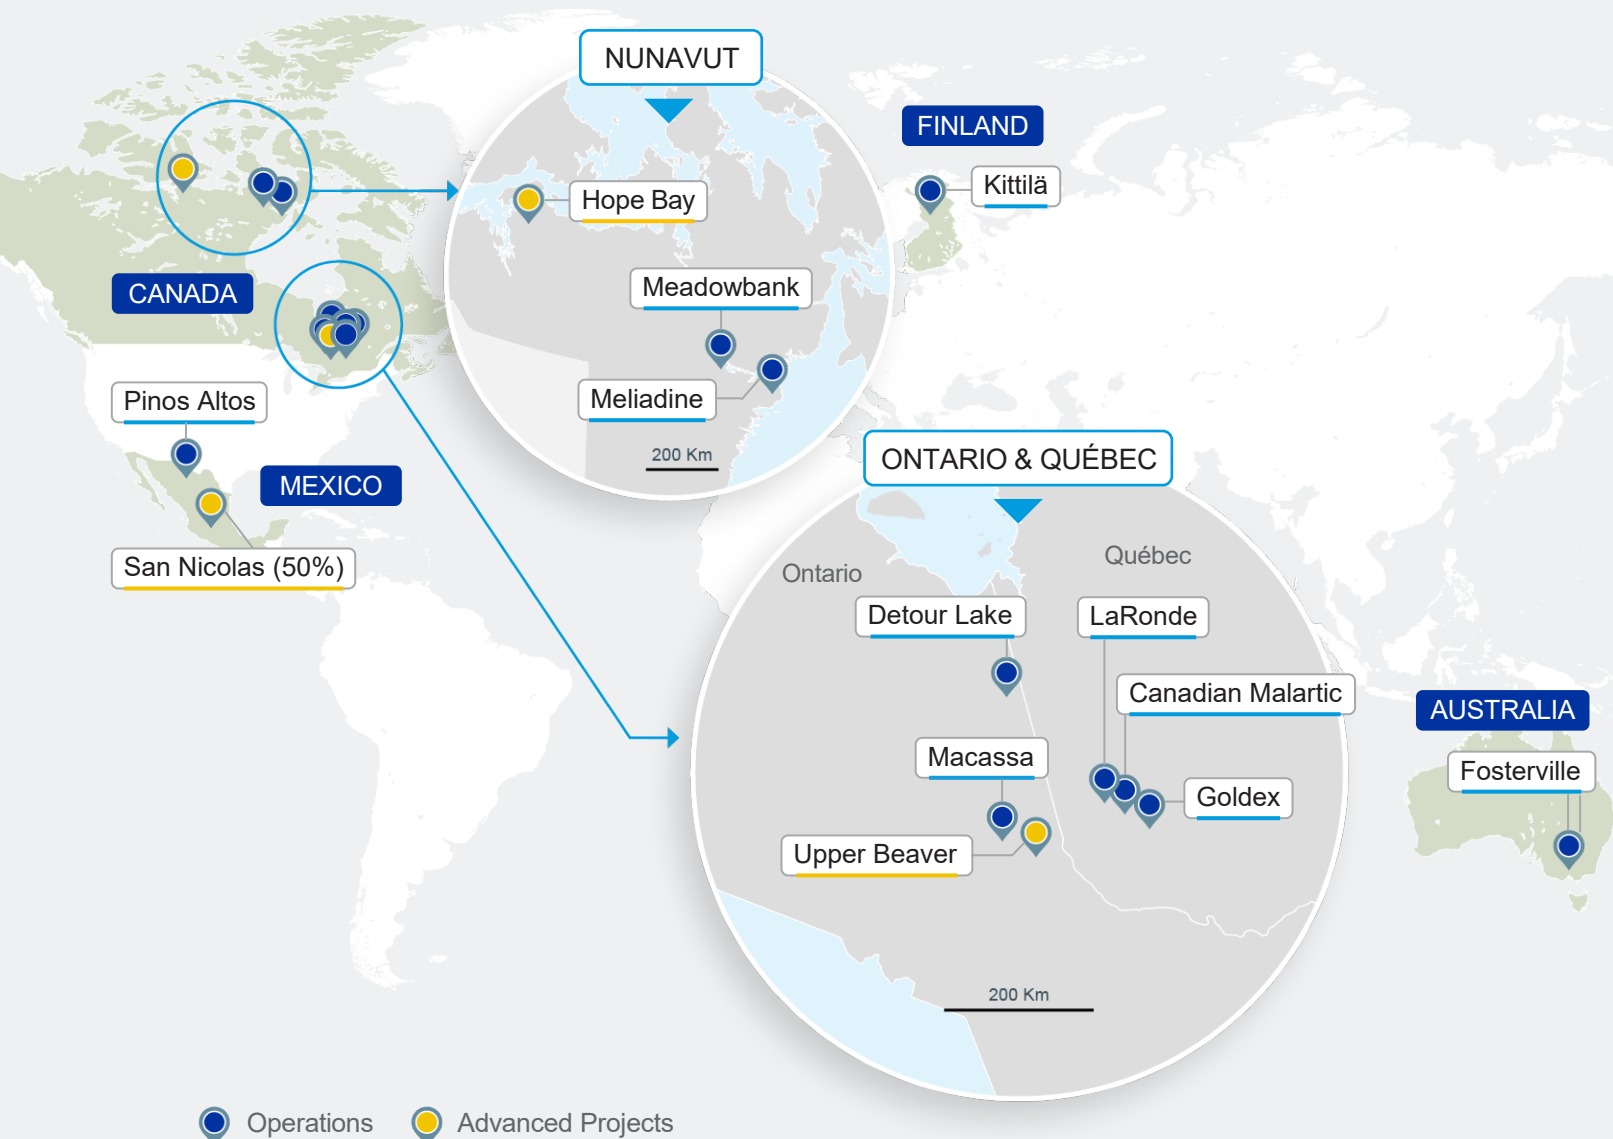 NUNAVUT
FINLAND
Kittilä
Hope Bay
CANADA
Meadowbank
Meliadine
200 Km
Pinos Altos
MEXICO
San Nicolas (50%)
ONTARIO & QUÉBEC
Ontario
Québec
Detour Lake
LaRonde
Canadian Malartic
Macassa
Goldex
Upper Beaver
200 Km
AUSTRALIA
Fosterville
Operations
Advanced Projects